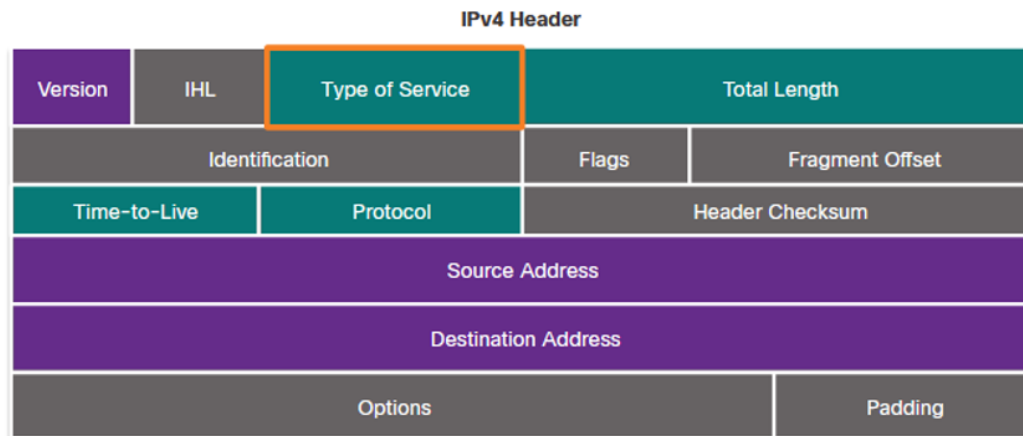 IPv4 Header
Version IHL Type of Service Total Length
Identification Flags Fragment Offset
Time-to-Live Protocol Header Checksum
Source Address
Destination Address
Options Padding